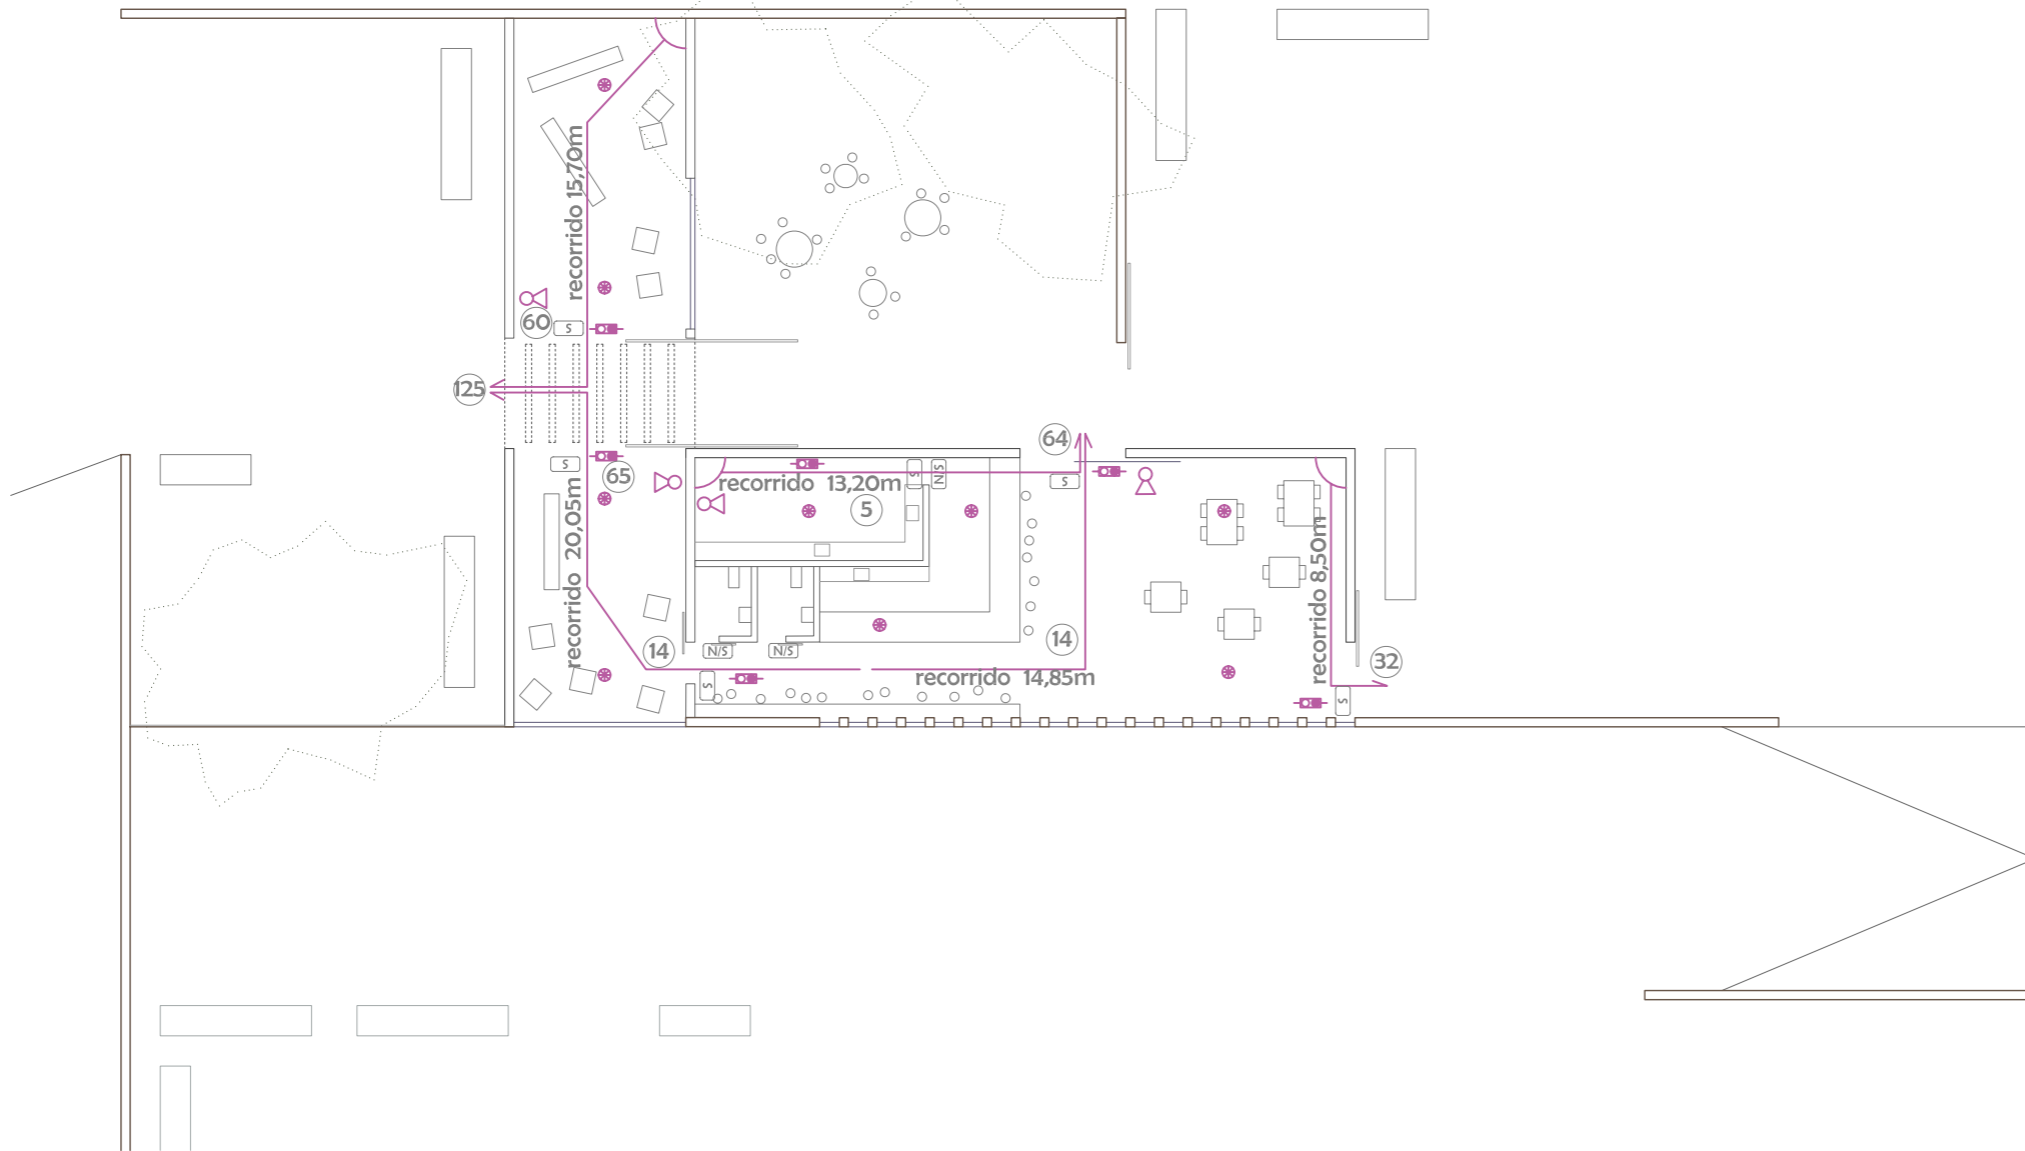 recorrido 15,70m
60
S
125
S
65
64
S
N/S
S
recorrido 13,20m
5
recorrido 20,05m
recorrido 8,50m
14
N/S
N/S
14
32
S
recorrido 14,85m
S